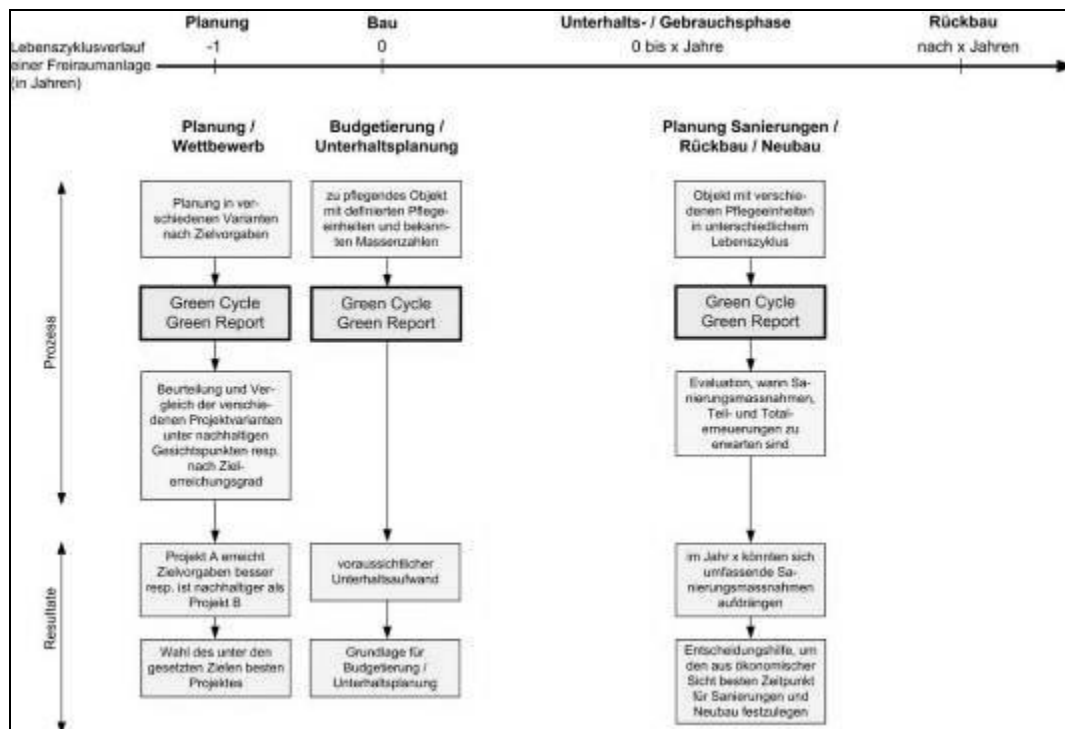 Planung
Bau
Unterhalts- / Gebrauchsphase
Rückbau
Lebenszyklusverlauf
einer Freiraumanlage
(in Jahren)
-1
0
0 bis x Jahre
nach x Jahren
Planung /
Wettbewerb
Budgetierung /
Unterhaltsplanung
Planung Sanierungen /
Rückbau / Neubau
Prozess
Planung in ver-
schiedenen Varianten
nach Zielvorgaben
Green Cycle
Green Report
Beurteilung und Ver-
gleich der verschie-
denen Projektvarianten
unter nachhaltigen
Gesichtspunkten resp.
nach Ziel-
erreichungsgrad
zu pflegendes Objekt
mit definierten Pflege-
einheiten und bekann-
ten Massenzahlen
Green Cycle
Green Report
Objekt mit verschie-
denen Pflegeeinheiten
in unterschiedlichem
Lebenszyklus
Green Cycle
Green Report
Evaluation, wann Sa-
nierungsmassnahmen,
Teil- und Total-
erneuerungen zu
erwarten sind
Resultate
Projekt A erreicht
Zielvorgaben besser
resp. ist nachhaltiger als
Projekt B
Wahl des unter den
gesetzten Zielen besten
Projektes
voraussichtlicher
Unterhaltsaufwand
Grundlage für
Budgetierung /
Unterhaltsplanung
im Jahr x könnten sich
umfassende Sa-
nierungsmassnahmen
aufdrängen
Entscheidungshilfe, um
den aus ökonomischer
Sicht besten Zeitpunkt
für Sanierungen und
Neubau festzulegen